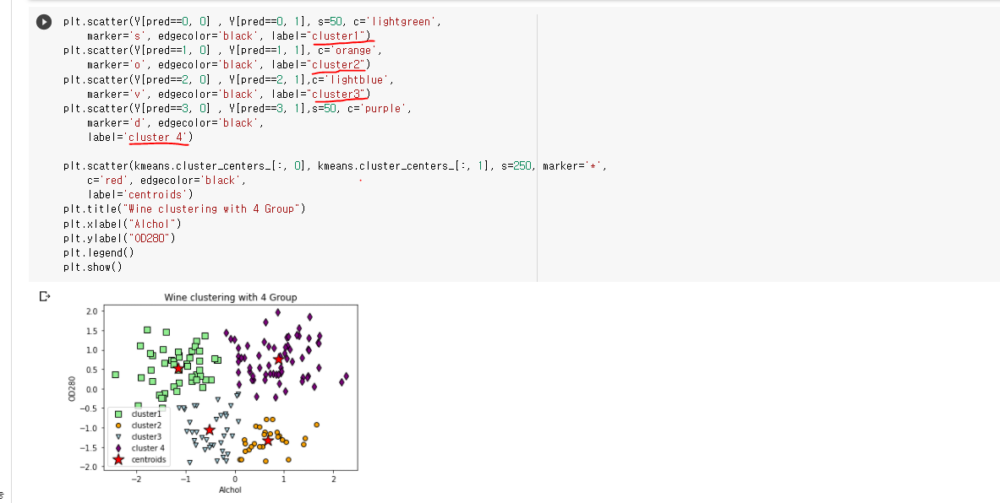 plt.scatter(Y[pred==0, 0] , Y[pred==0, 1], s=50, c='lightgreen',
marker='s', edgecolor='black', label="cluster1")
plt.scatter(Y[pred==1, 0] , Y[pred==1, 1], c='orange',
marker='o', edgecolor='black', label="cluster2")
plt.scatter(Y[pred==2, 0] , Y[pred==2, 1],c='lightblue',
marker='v', edgecolor='black', label="cluster3")
plt.scatter(Y[pred==3, 0] , Y[pred==3, 1],s=50, c='purple',
marker='d', edgecolor='black',
label='cluster 4')
plt.scatter(kmeans.cluster_centers_[:, 0], kmeans.cluster_centers_[:, 1], s=250, marker='*',
c='red', edgecolor='black',
label='centroids')
plt.title("Wine clustering with 4 Group")
plt.xlabel("Alchol")
plt.ylabel("OD280")
plt.legend()
plt.show()
Wine clustering with 4 Group
2.0
1.5
1.0
0.5
0.0
−0.5
−1.0
−1.5
−2.0
OD280
cluster1
cluster2
cluster3
cluster 4
centroids
−2 −1 0 1 2
Alchol